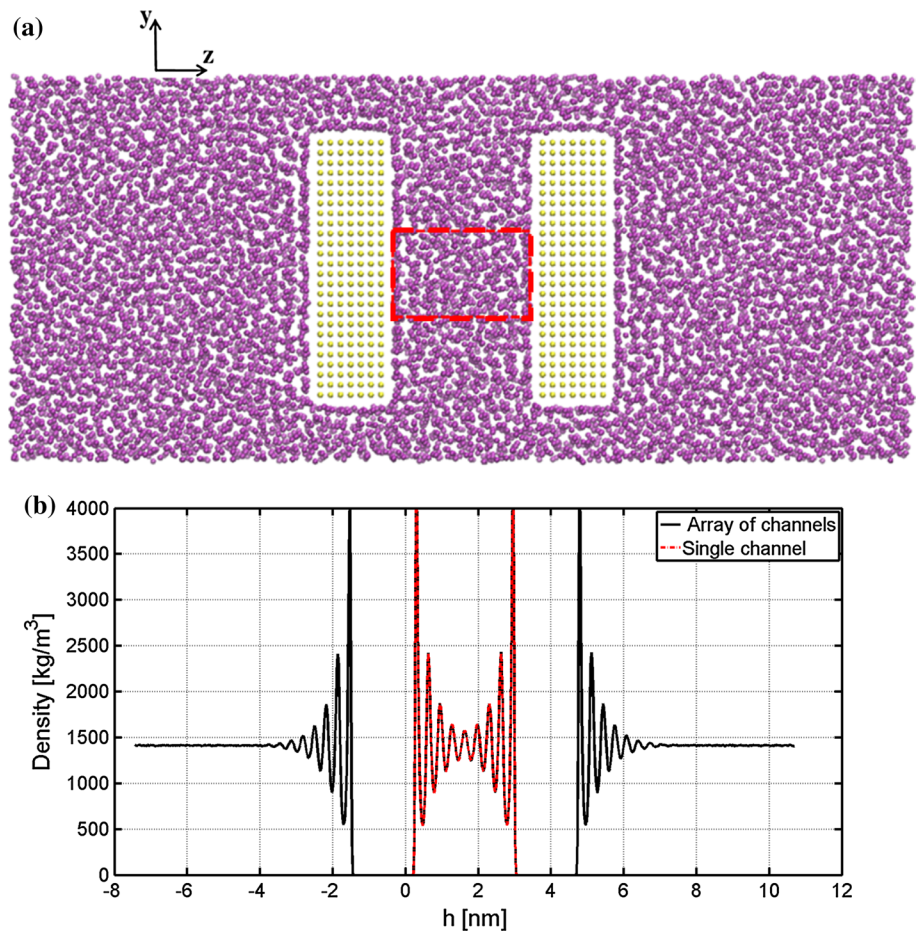 (a)
y
z
(b)
4000
3500
3000
2500
2000
1500
1000
500
0
Density [kg/m³]
Array of channels
Single channel
-8 -6 -4 -2 0 2 4 6 8 10 12
h [nm]